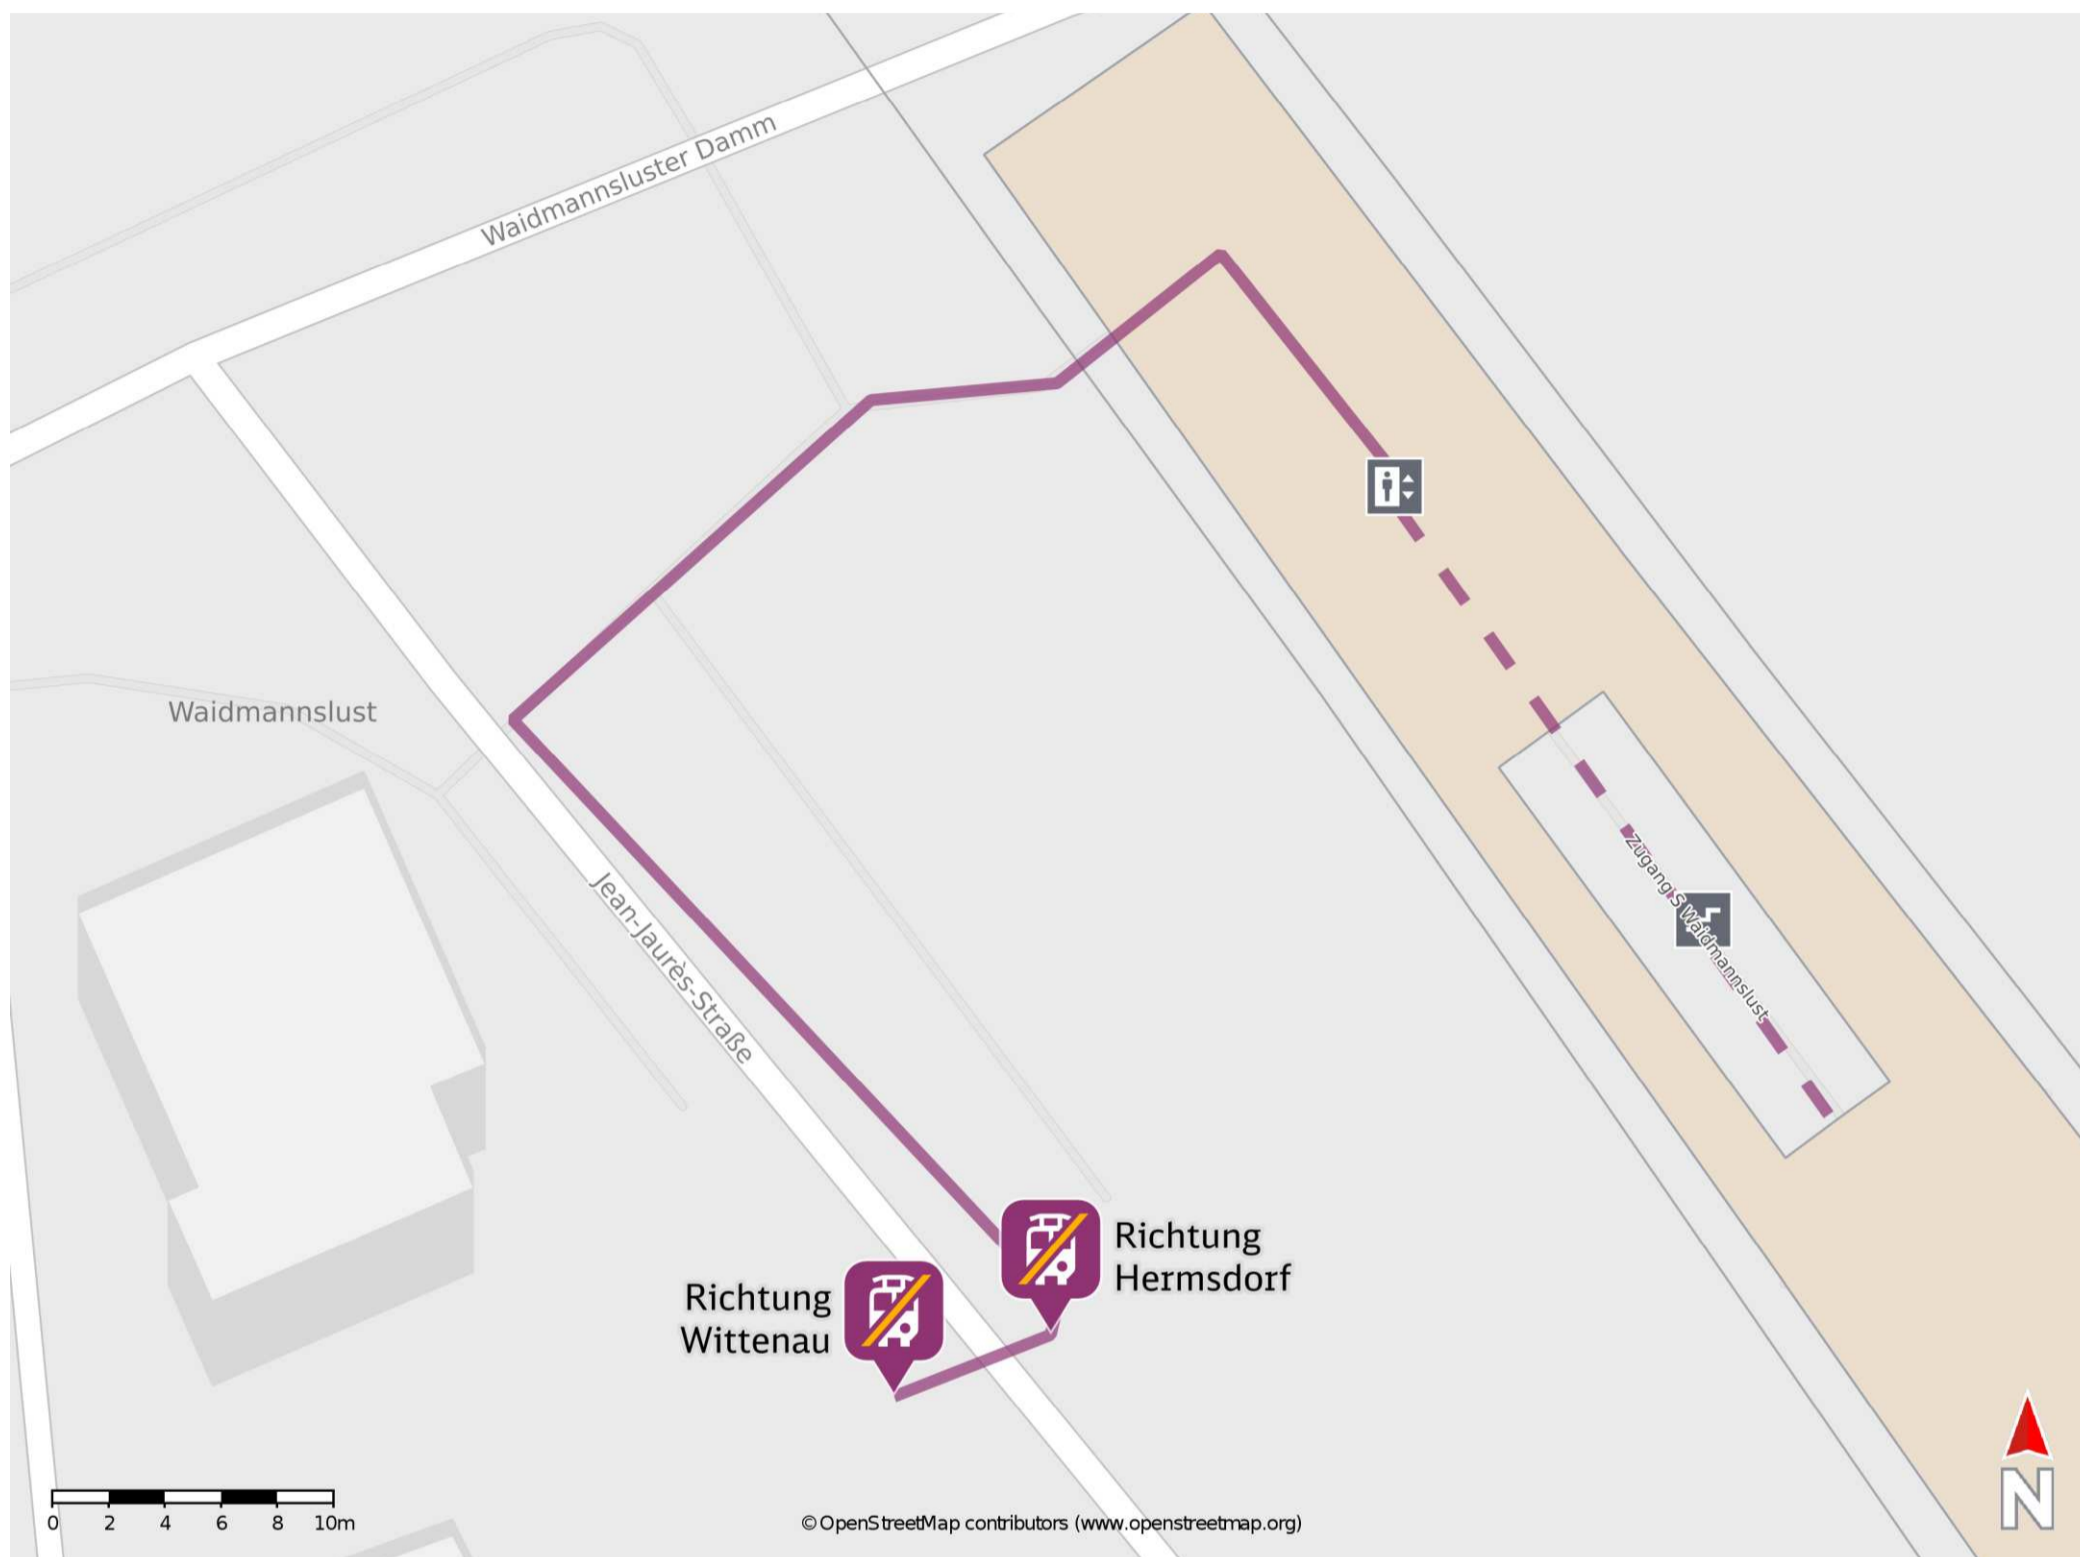 Waidmannsluster Damm
Waidmannslust
Zugang S Waidmannslust
Jean-Jaurès-Straße
Richtung
Hermsdorf
Richtung
Wittenau
0 2 4 6 8 10m
© OpenStreetMap contributors (www.openstreetmap.org)
N